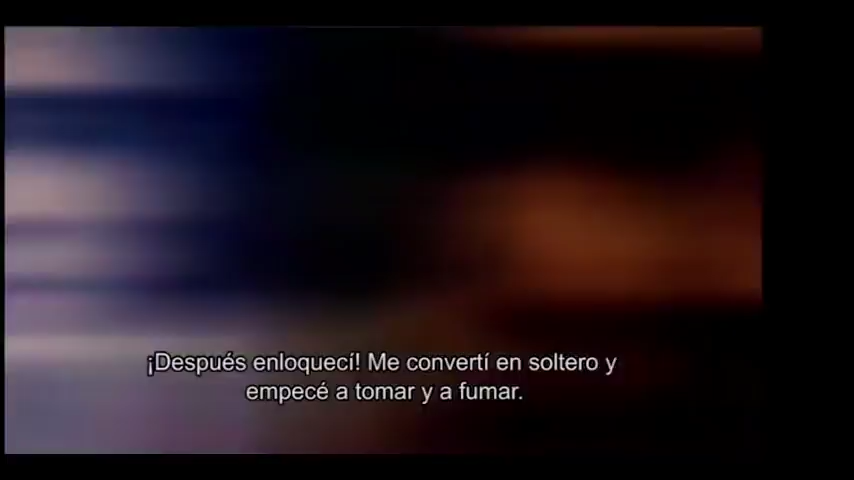 ¡Después enloquecí! Me convertí en soltero y
empecé a tomar y a fumar.